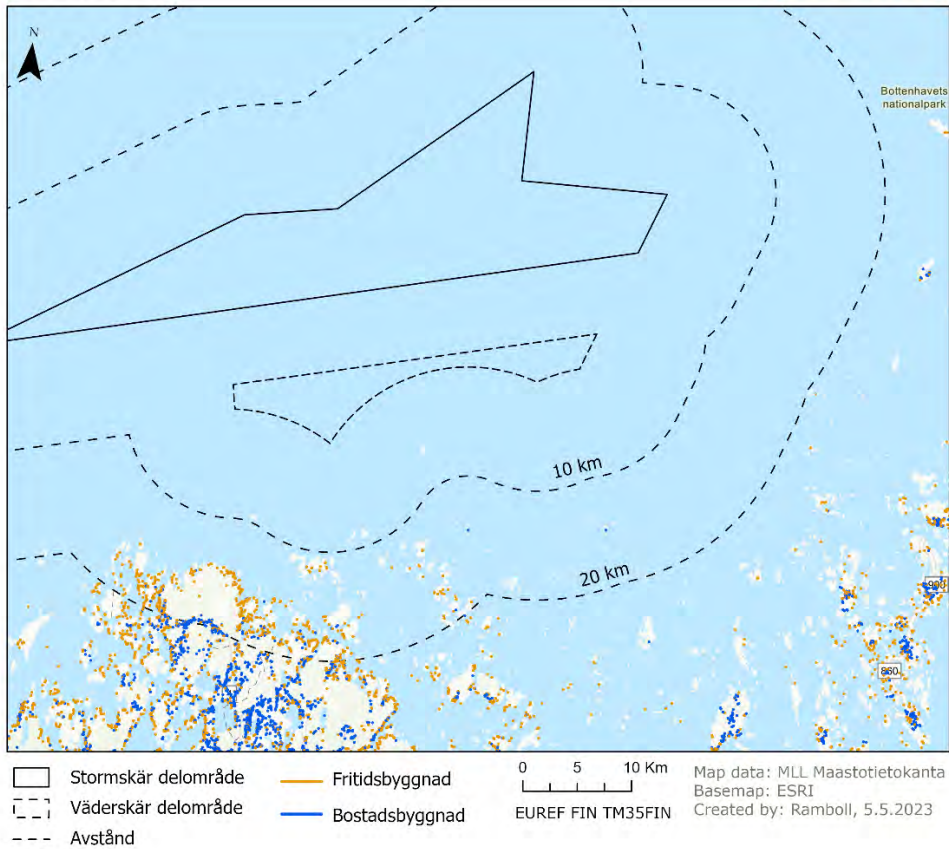 N
Bottenhavets
nationalpark
10 km
20 km
900
860
Stormskär delområde
Väderskär delområde
Avstånd
Fritidsbyggnad
Bostadsbyggnad
0 5 10 Km
EUREF FIN TM35FIN
Map data: MLL Maastotietokanta
Basemap: ESRI
Created by: Ramboll, 5.5.2023